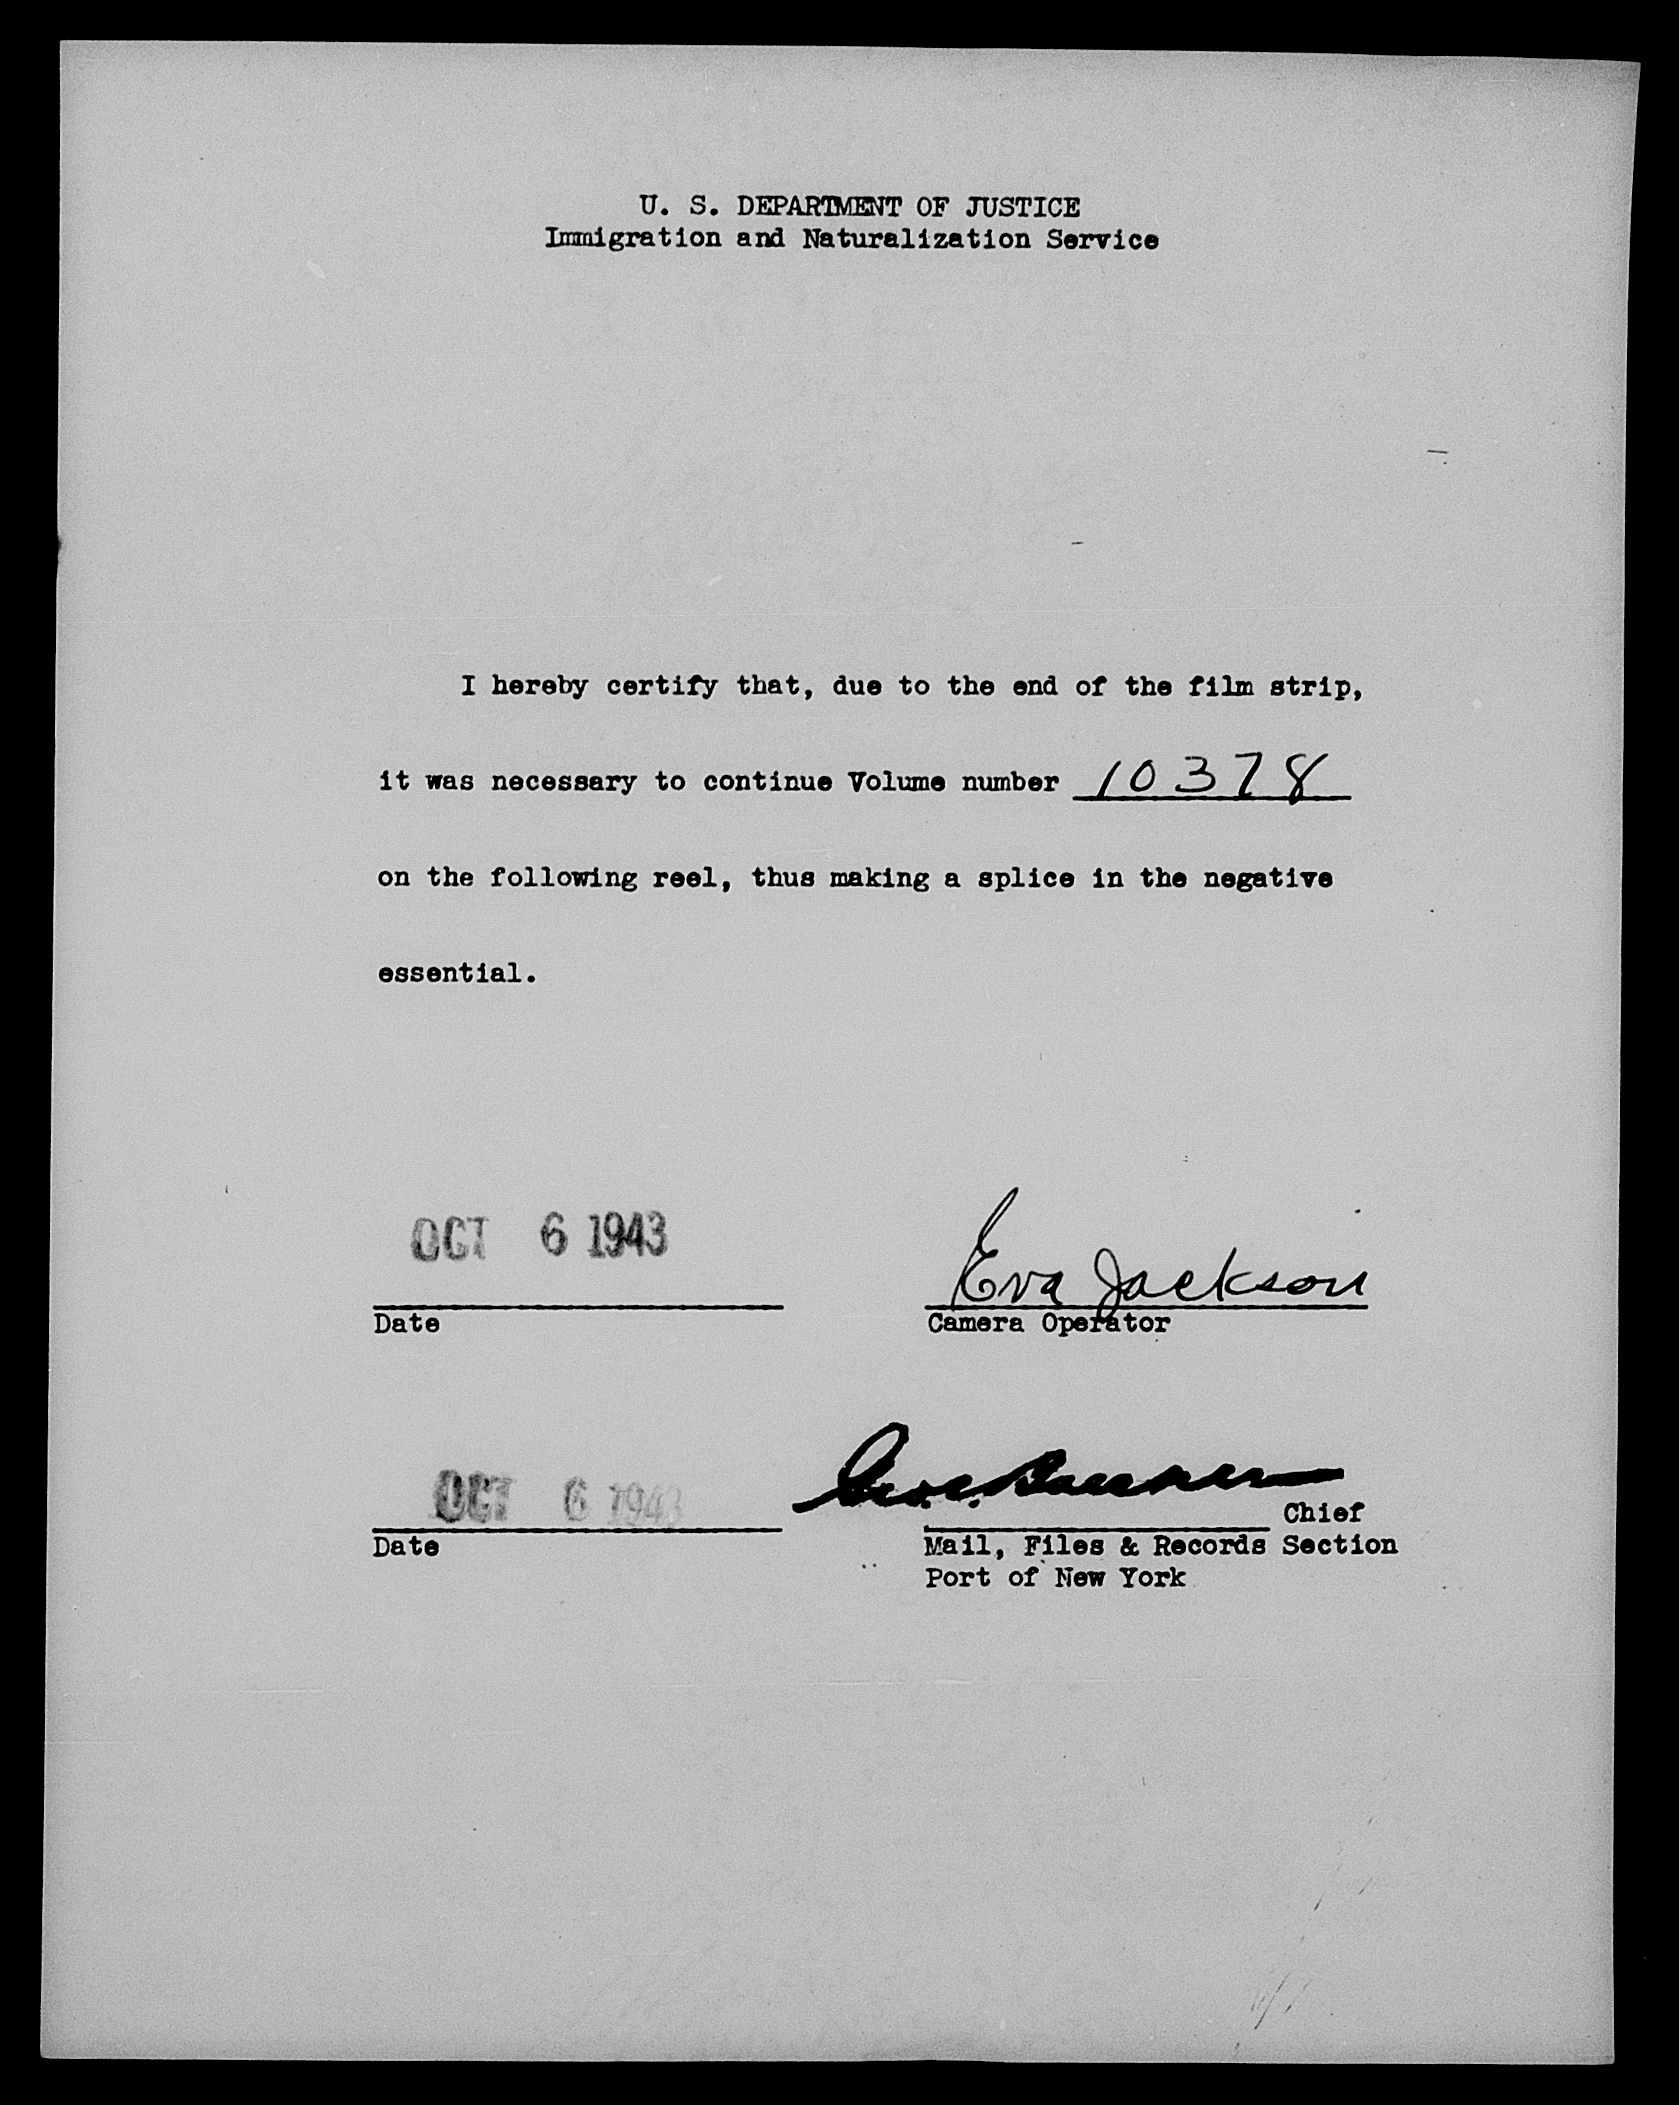 U. S. DEPARTMENT OF JUSTICE
Immigration and Naturalization Service
I hereby certify that, due to the end of the film strip,
it was necessary to continue Volume number 10378
on the following reel, thus making a splice in the negative
essential.
OCT 6 1943
Eva Jackson
Date
Camera Operator
OCT 6 1943
Chief
Date
Mail, Files & Records Section
Port of New York